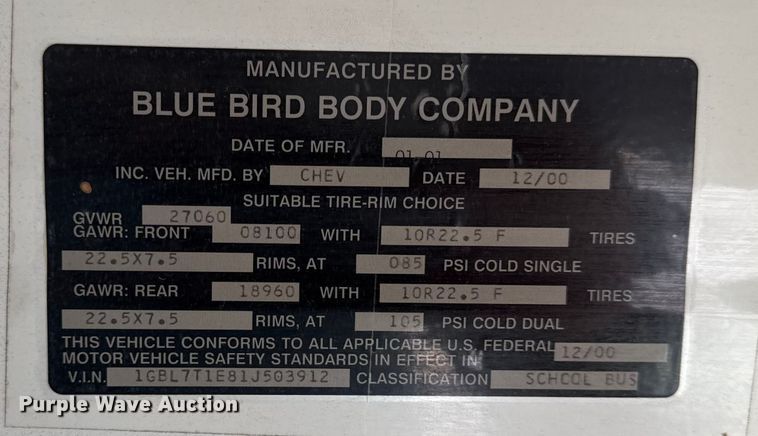 MANUFACTURED BY
BLUE BIRD BODY COMPANY
DATE OF MFR. 01 01
INC. VEH. MFD. BY CHEV DATE 12/00
SUITABLE TIRE-RIM CHOICE
GVWR 27060
GAWR: FRONT 08100 WITH 10R22.5 F TIRES
22.5X7.5 RIMS, AT 085 PSI COLD SINGLE
GAWR: REAR 18960 WITH 10R22.5 F TIRES
22.5X7.5 RIMS, AT 105 PSI COLD DUAL
THIS VEHICLE CONFORMS TO ALL APPLICABLE U.S. FEDERAL
MOTOR VEHICLE SAFETY STANDARDS IN EFFECT IN 12/00
V.I.N. 1GBL7T1E81J503912 CLASSIFICATION SCHOOL BUS
Purple Wave Auction